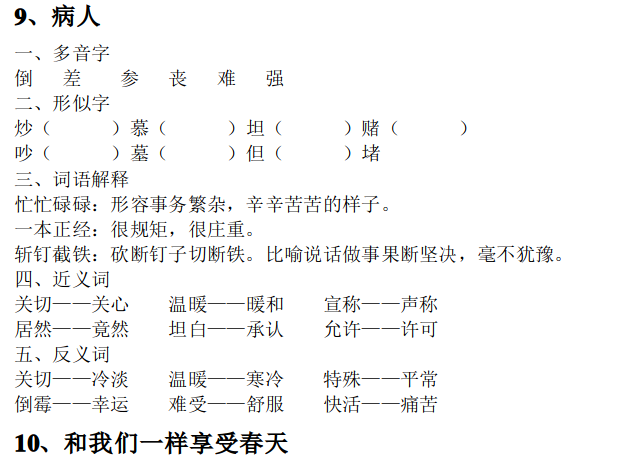 9、病人
一、多音字
倒 差 参 丧 难 强
二、形似字
炒（ ）慕（ ）坦（ ）赌（ ）
吵（ ）墓（ ）但（ ）堵
三、词语解释
忙忙碌碌：形容事务繁杂，辛辛苦苦的样子。
一本正经：很规矩，很庄重。
斩钉截铁：砍断钉子切断铁。比喻说话做事果断坚决，毫不犹豫。
四、近义词
关切——关心 温暖——暖和 宣称——声称
居然——竟然 坦白——承认 允许——许可
五、反义词
关切——冷淡 温暖——寒冷 特殊——平常
倒霉——幸运 难受——舒服 快活——痛苦
10、和我们一样享受春天